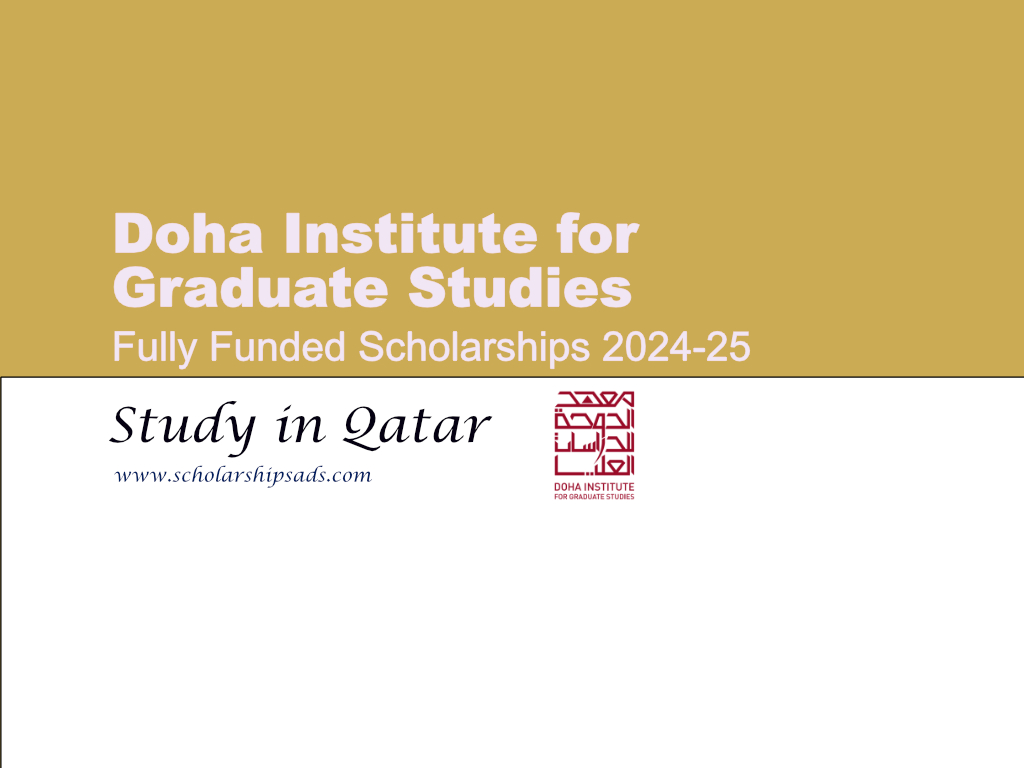 Doha Institute for
Graduate Studies
Fully Funded Scholarships 2024-25
Study in Qatar
www.scholarshipsads.com
معهد
الدوحة
للدراسات
العليا
DOHA INSTITUTE
FOR GRADUATE STUDIES